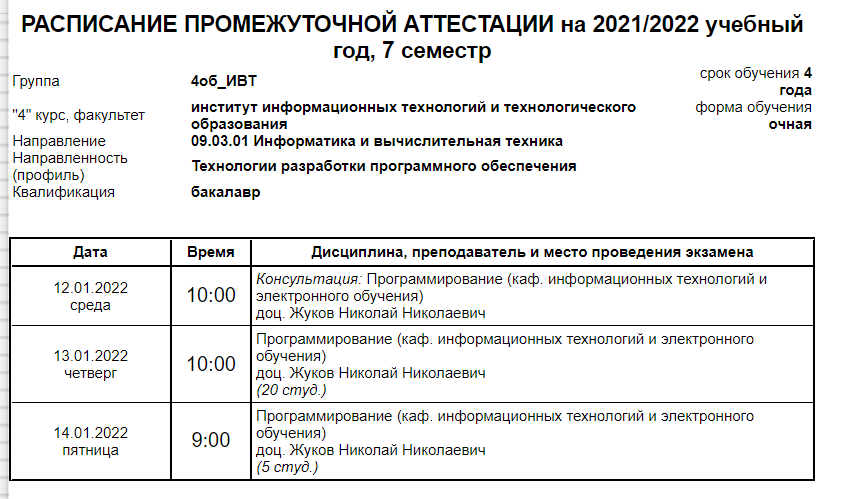 РАСПИСАНИЕ ПРОМЕЖУТОЧНОЙ АТТЕСТАЦИИ на 2021/2022 учебный
год, 7 семестр
Группа 4об_ИВТ
срок обучения 4
года
"4" курс, факультет институт информационных технологий и технологического
образования
форма обучения
очная
Направление 09.03.01 Информатика и вычислительная техника
Направленность
(профиль) Технологии разработки программного обеспечения
Квалификация бакалавр
Дата Время Дисциплина, преподаватель и место проведения экзамена
12.01.2022
среда
10:00
Консультация: Программирование (каф. информационных технологий и
электронного обучения)
доц. Жуков Николай Николаевич
13.01.2022
четверг
10:00
Программирование (каф. информационных технологий и электронного
обучения)
доц. Жуков Николай Николаевич
(20 студ.)
14.01.2022
пятница
9:00
Программирование (каф. информационных технологий и электронного
обучения)
доц. Жуков Николай Николаевич
(5 студ.)